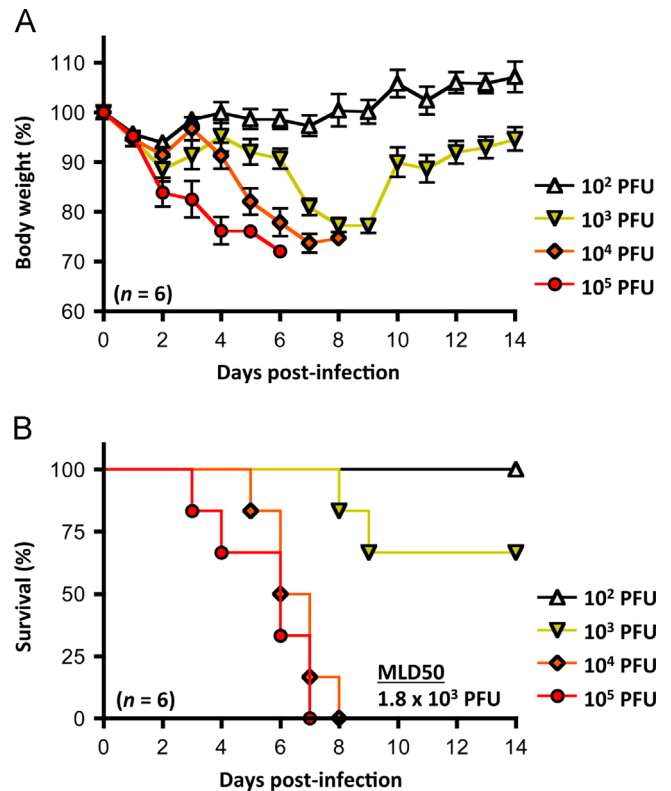 A
Body weight (%)
110
100
90
80
70
60
(n = 6)
0 2 4 6 8 10 12 14
Days post-infection
10² PFU
10³ PFU
10⁴ PFU
10⁵ PFU
B
Survival (%)
100
75
50
25
0
(n = 6)
MLD50
1.8 x 10³ PFU
0 2 4 6 8 10 12 14
Days post-infection
10² PFU
10³ PFU
10⁴ PFU
10⁵ PFU